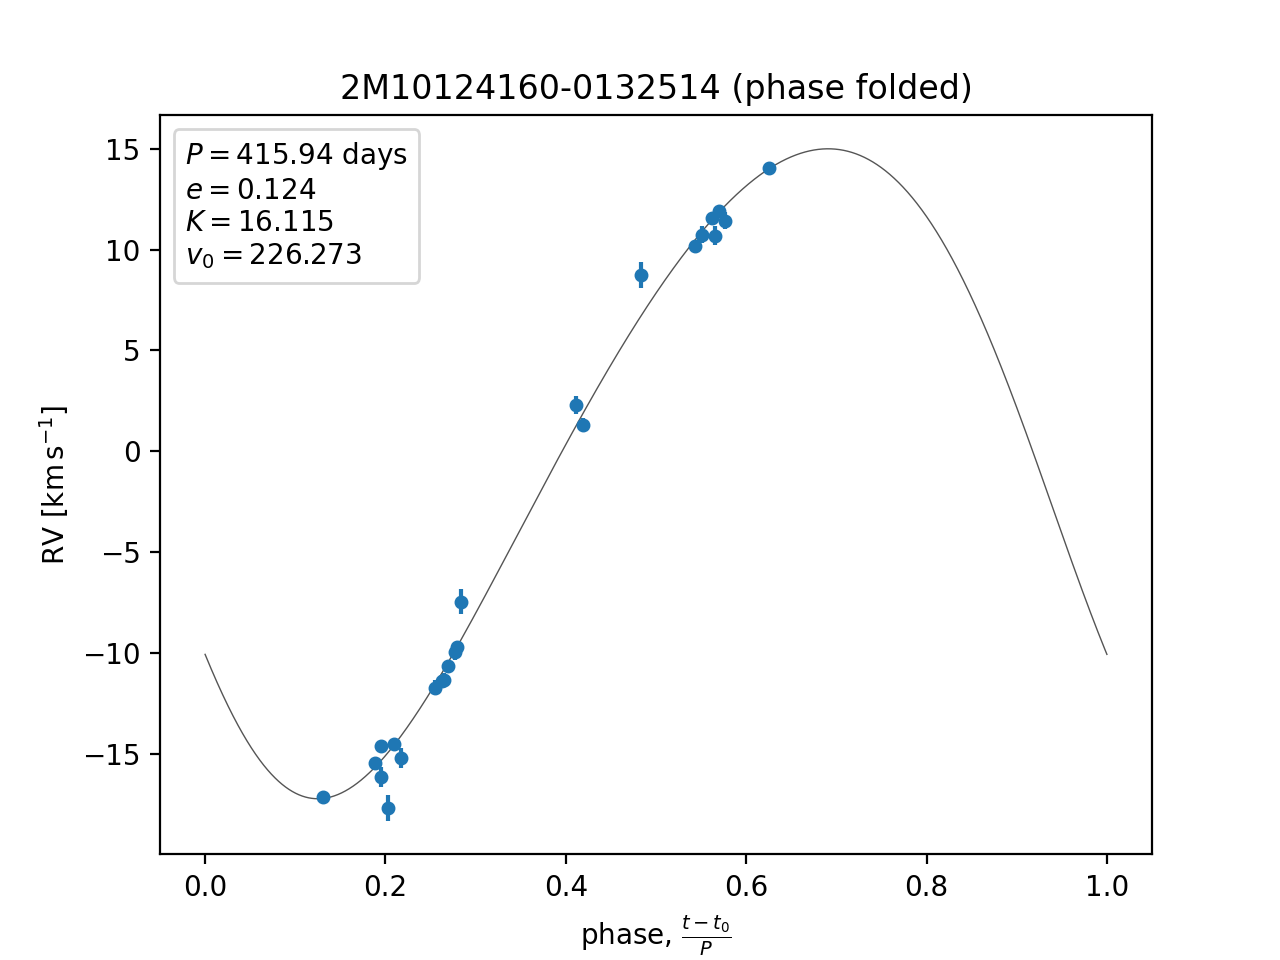 2M10124160-0132514 (phase folded)
P = 415.94 days
e = 0.124
K = 16.115
v₀ = 226.273
15
10
5
0
−5
−10
−15
RV [km s⁻¹]
0.0 0.2 0.4 0.6 0.8 1.0
phase, (t − t₀)/P